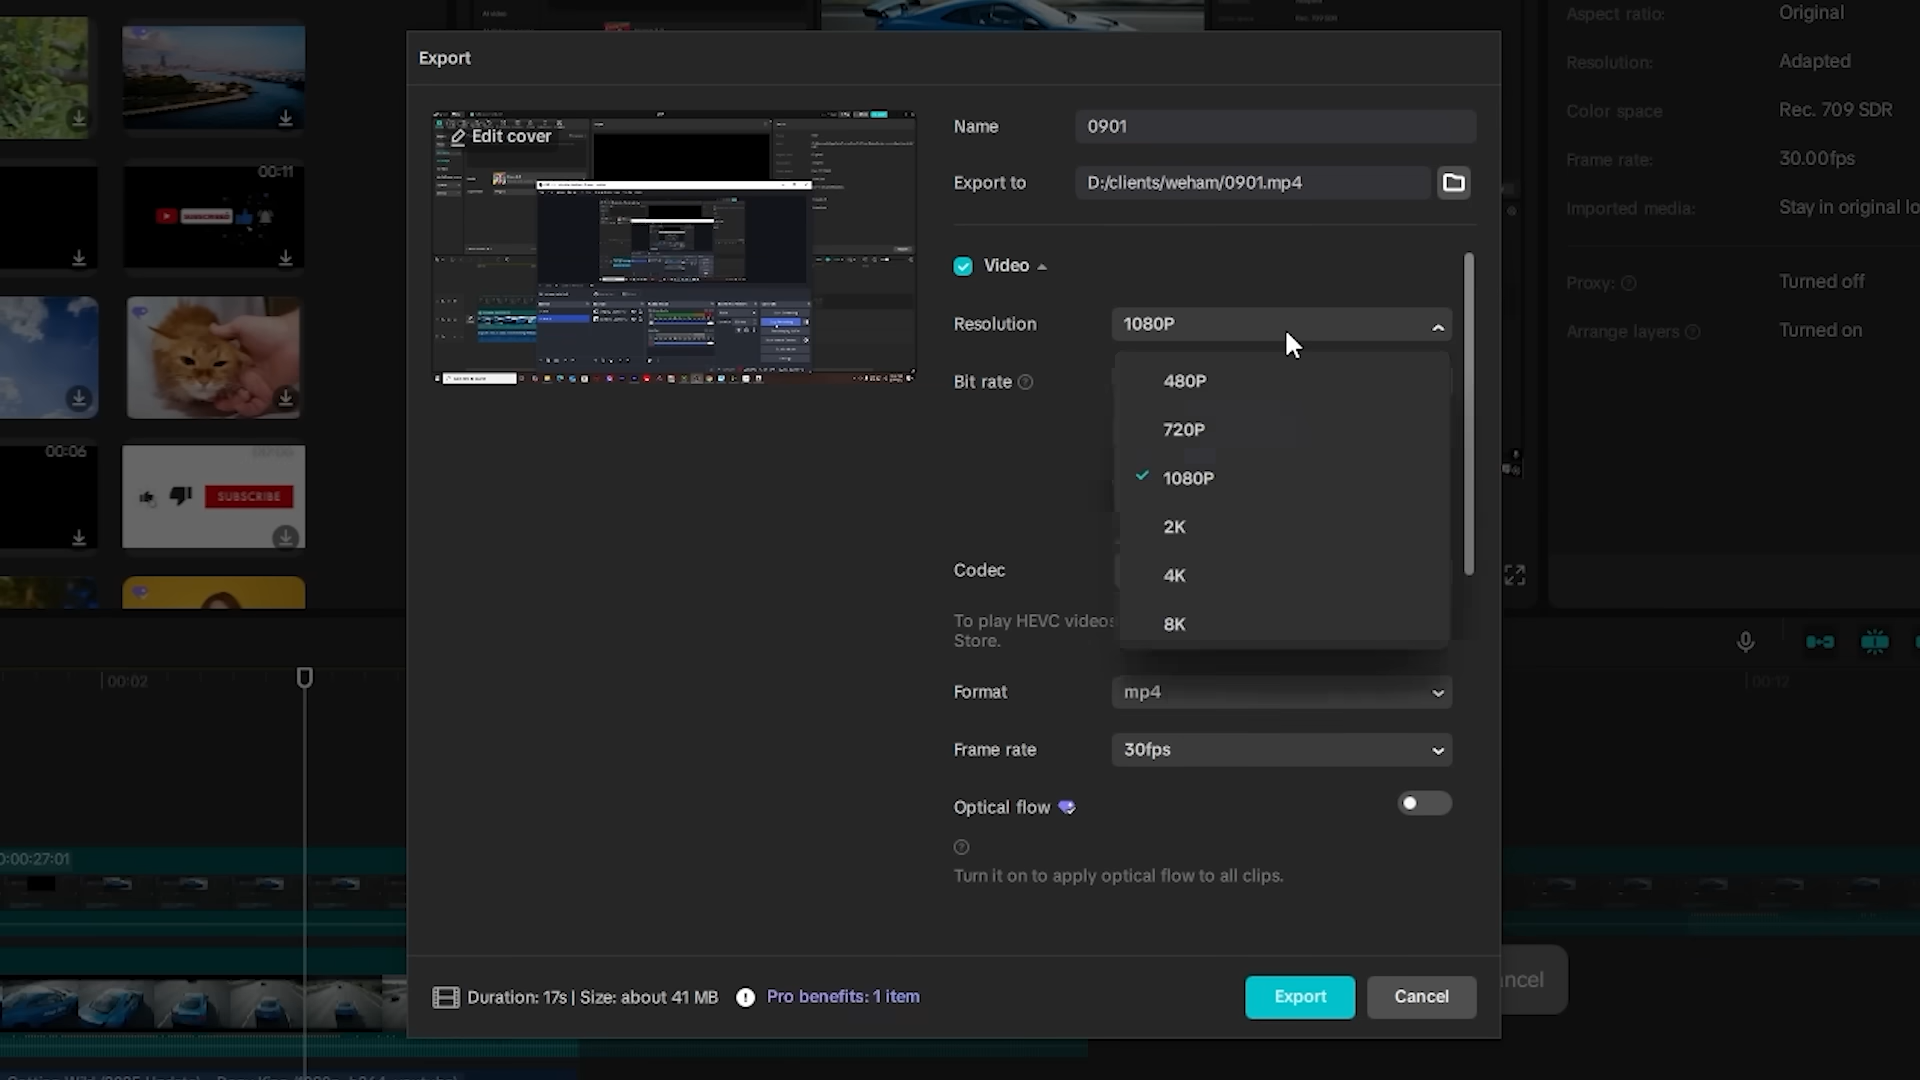 Export
Edit cover
Name
0901
Export to
D:/clients/weham/0901.mp4
Video
Resolution
1080P
480P
720P
1080P
2K
4K
8K
Bit rate
Codec
To play HEVC videos
Store.
Format
mp4
Frame rate
30fps
Optical flow
Turn it on to apply optical flow to all clips.
Duration: 17s | Size: about 41 MB
Pro benefits: 1 item
Export
Cancel
Aspect ratio:
Original
Resolution:
Adapted
Color space
Rec. 709 SDR
Frame rate:
30.00fps
Imported media:
Stay in original lo
Proxy:
Turned off
Arrange layers
Turned on
00:11
SUBSCRIBE
00:06
SUBSCRIBE
00:02
00:12
0:00:27:01
ncel